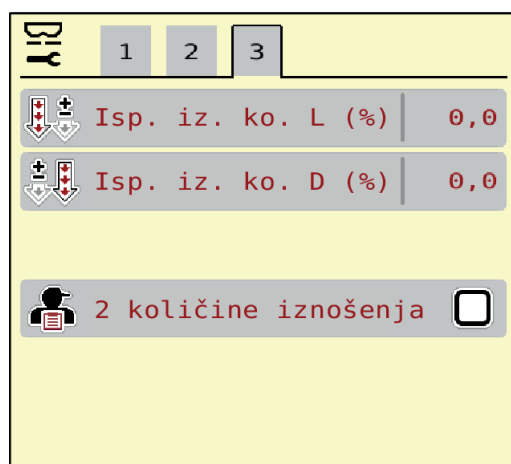 1 2 3
Isp. iz. ko. L (%) 0,0
Isp. iz. ko. D (%) 0,0
2 količine iznošenja